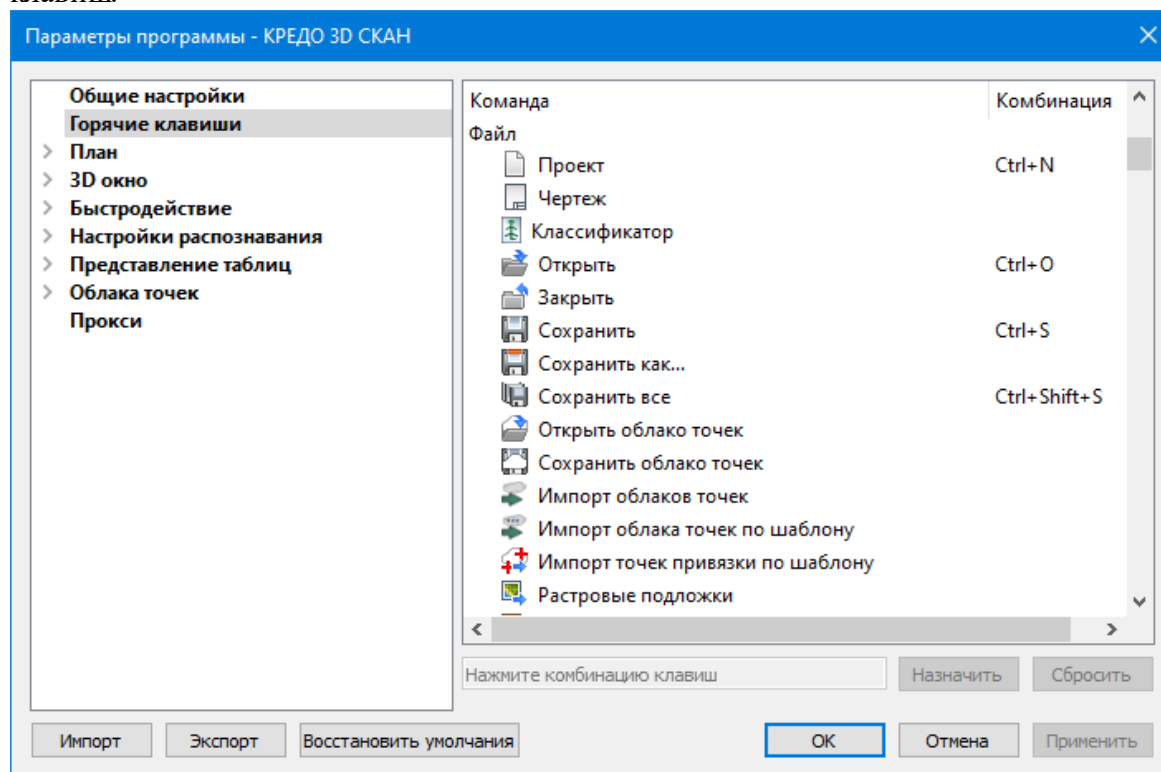 клавиш.
Параметры программы - КРЕДО 3D СКАН
Общие настройки
Горячие клавиши
План
3D окно
Быстродействие
Настройки распознавания
Представление таблиц
Облака точек
Прокси
Команда Комбинация
Файл
Проект Ctrl+N
Чертеж
Классификатор
Открыть Ctrl+O
Закрыть
Сохранить Ctrl+S
Сохранить как...
Сохранить все Ctrl+Shift+S
Открыть облако точек
Сохранить облако точек
Импорт облаков точек
Импорт облака точек по шаблону
Импорт точек привязки по шаблону
Растровые подложки
Нажмите комбинацию клавиш Назначить Сбросить
Импорт Экспорт Восстановить умолчания OK Отмена Применить